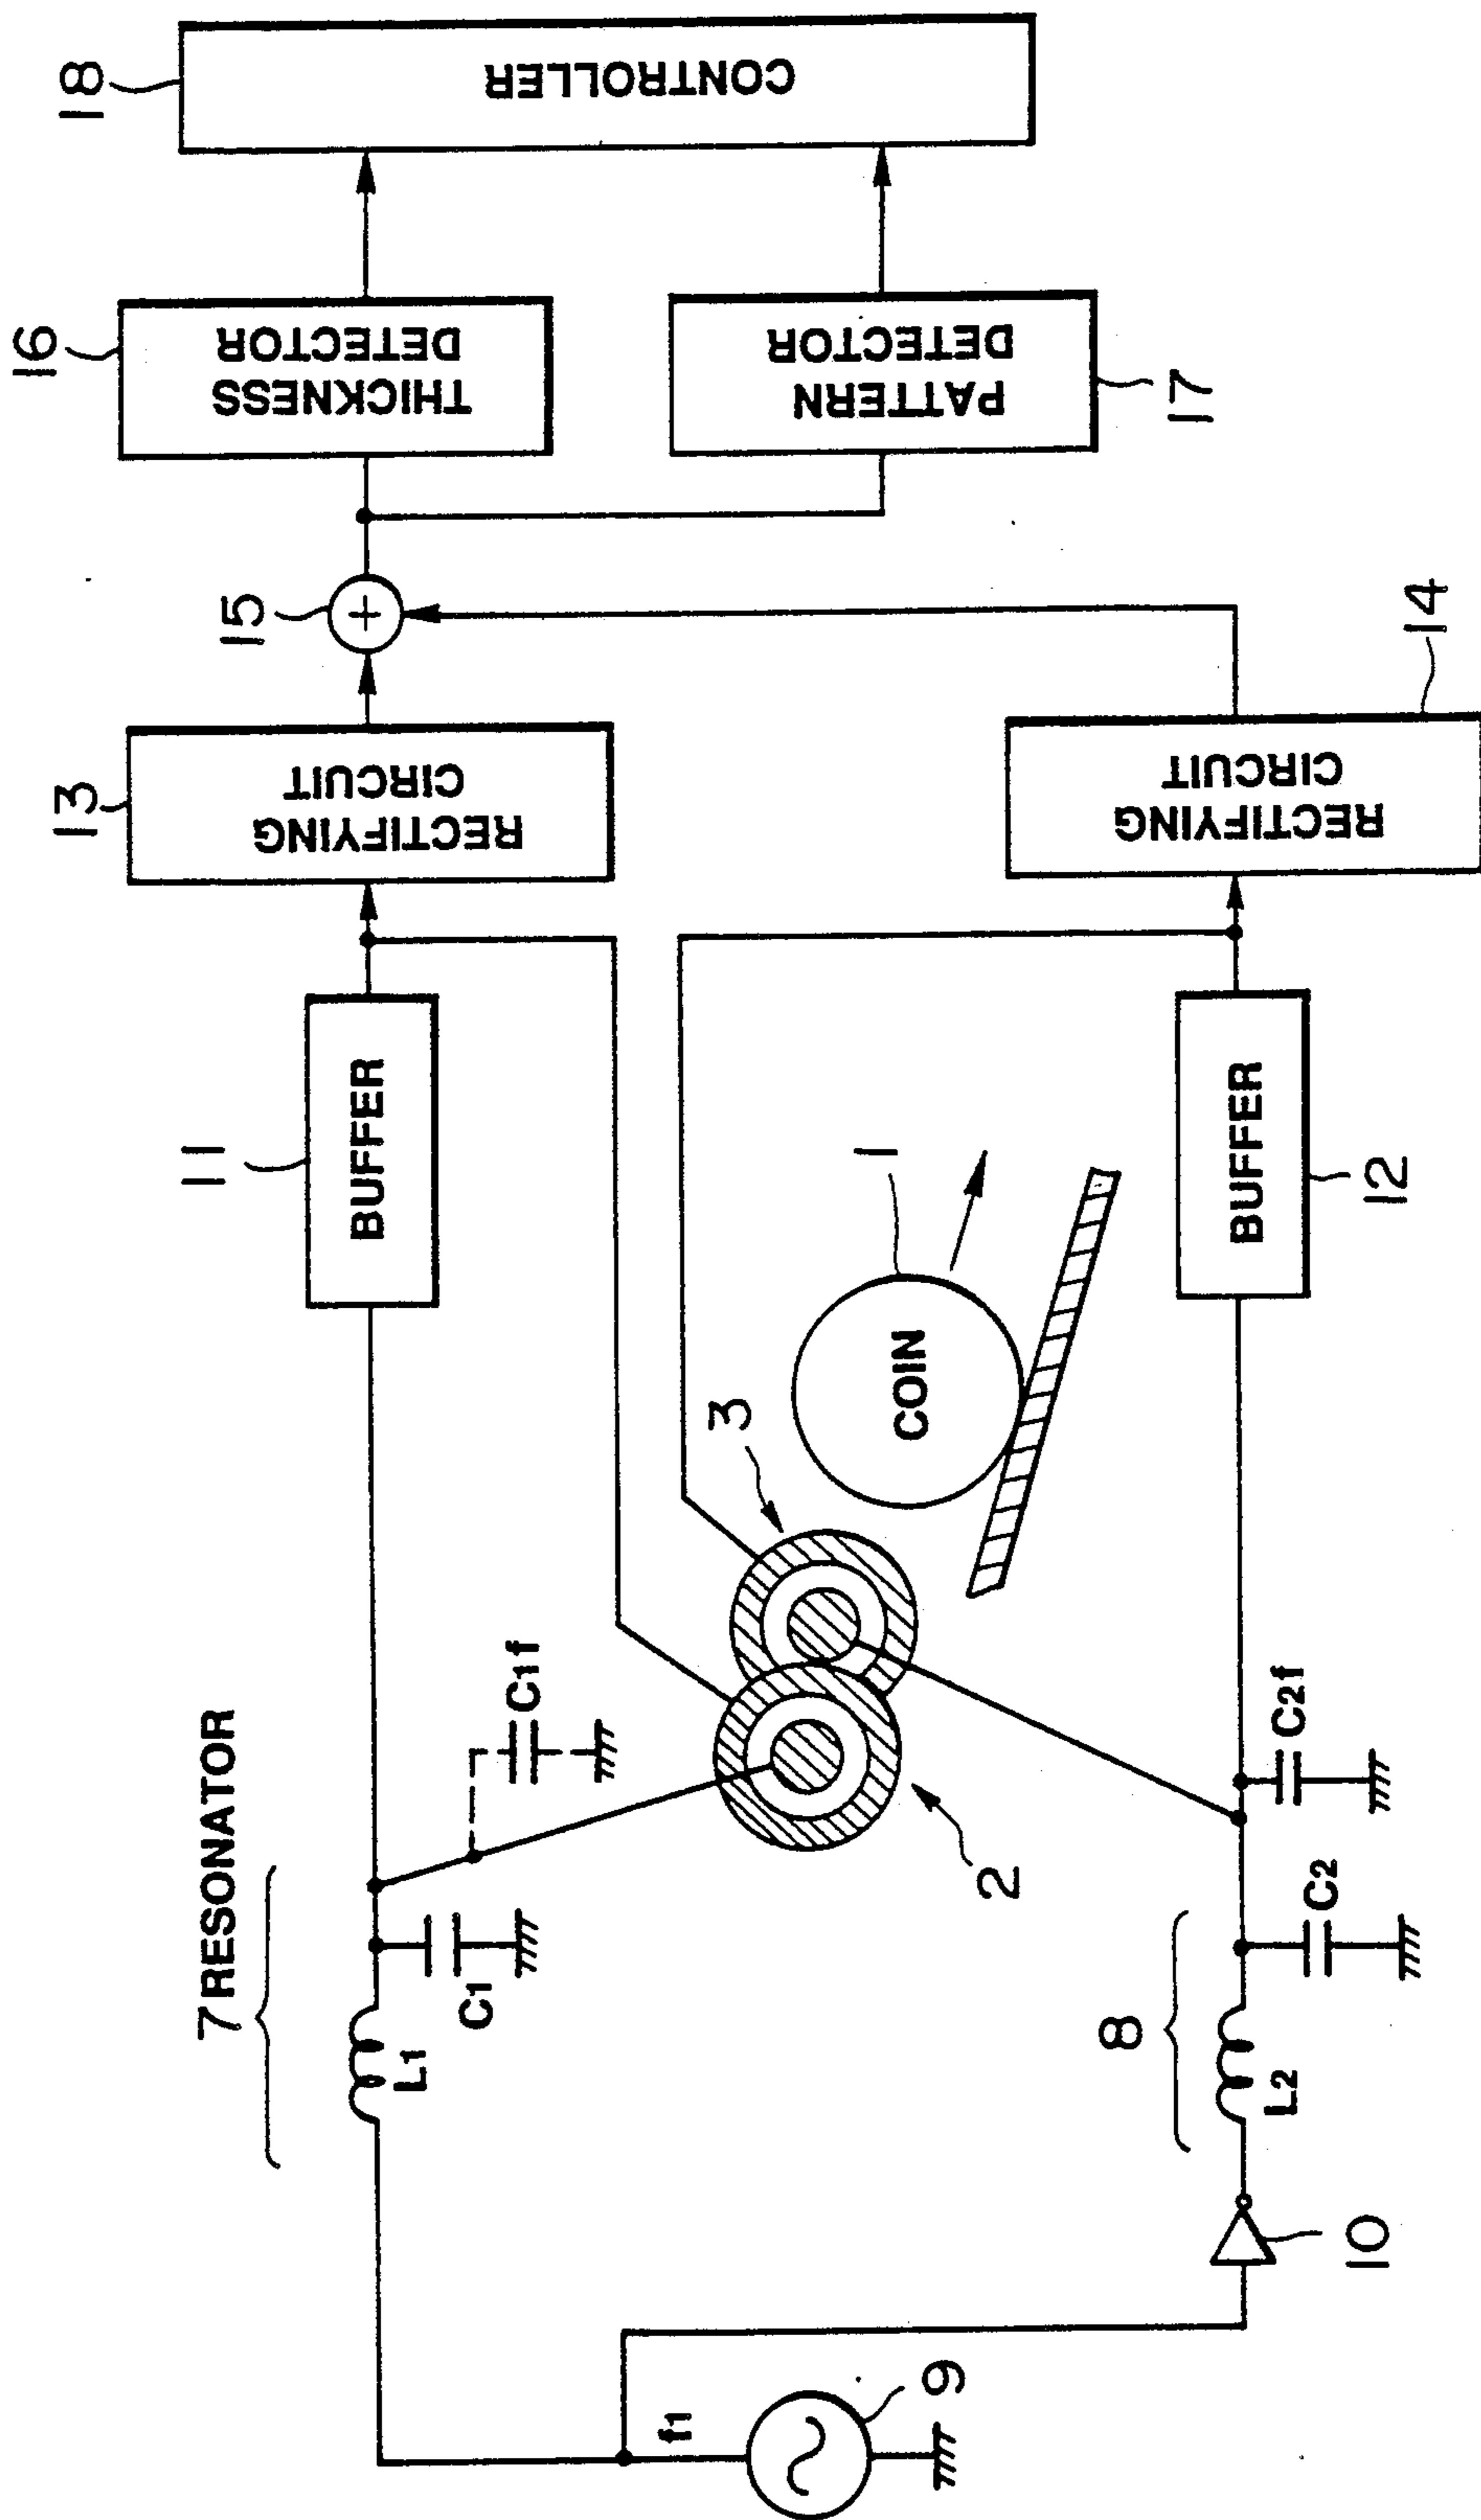 7 RESONATOR
L1
C1
C1f
11
BUFFER
13
RECTIFYING
CIRCUIT
15
+
16
THICKNESS
DETECTOR
18
CONTROLLER
PATTERN
DETECTOR
17
f1
9
2
3
COIN
1
10
8
L2
C2
C2f
BUFFER
12
RECTIFYING
CIRCUIT
14